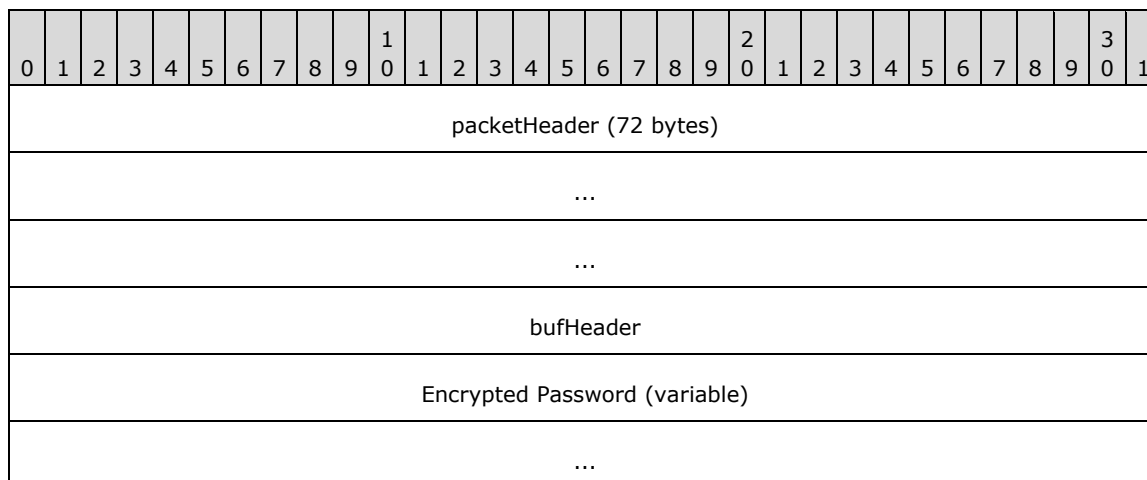 1 2 3
0 1 2 3 4 5 6 7 8 9 0 1 2 3 4 5 6 7 8 9 0 1 2 3 4 5 6 7 8 9 0 1
packetHeader (72 bytes)
...
...
bufHeader
Encrypted Password (variable)
...